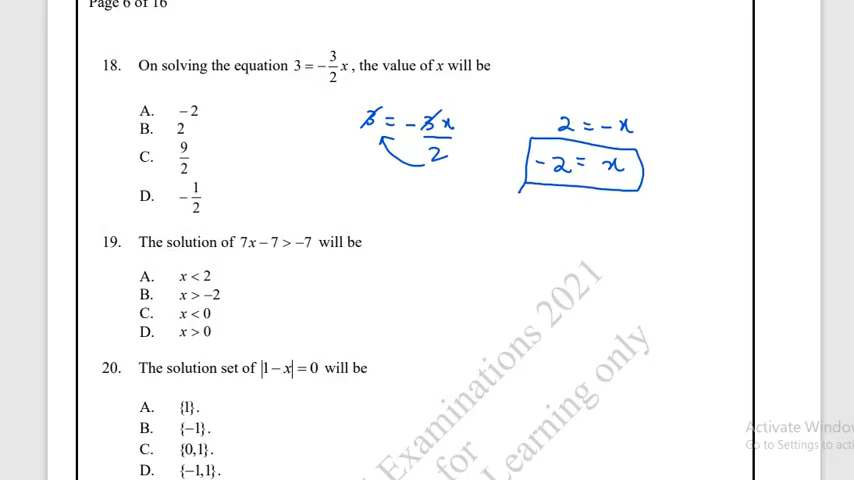 Page 6 of 16
18. On solving the equation 3 = −3/2 x, the value of x will be
A. −2
B. 2
C. 9/2
D. −1/2
3 = −3x/2
2 = −x
−2 = x
19. The solution of 7x − 7 > −7 will be
A. x < 2
B. x > −2
C. x < 0
D. x > 0
20. The solution set of |1 − x| = 0 will be
A. {1}.
B. {−1}.
C. {0,1}.
D. {−1,1}.
Examinations 2021
for
Learning only
Activate Window
Go to Settings to acti